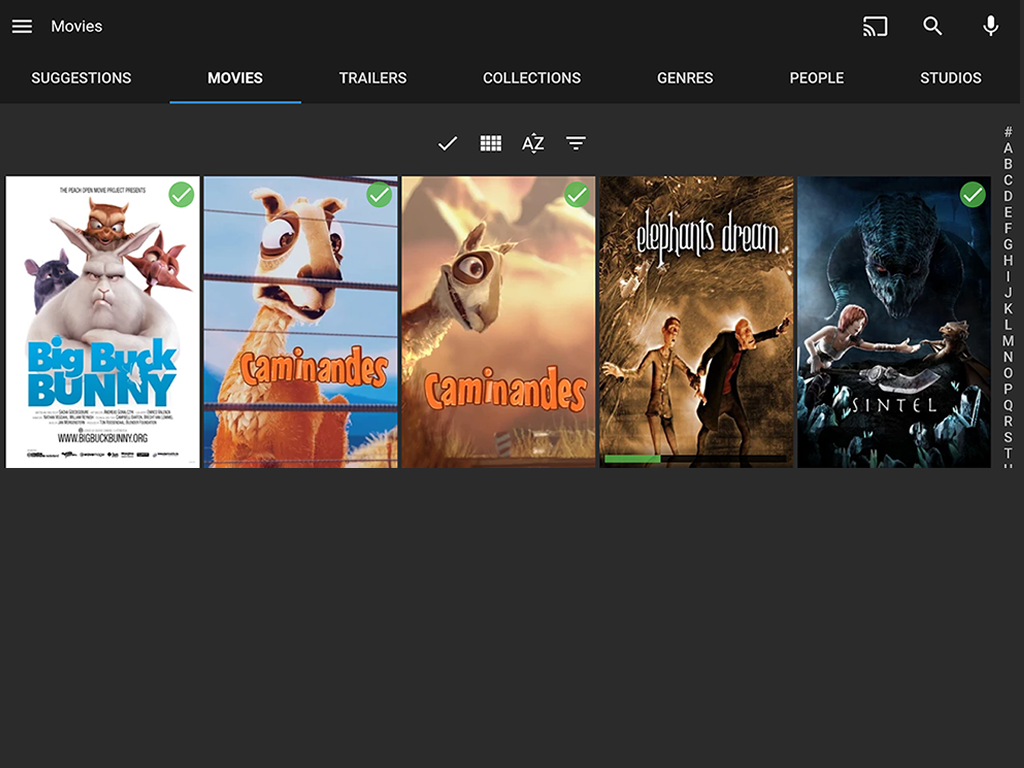 Movies
SUGGESTIONS MOVIES TRAILERS COLLECTIONS GENRES PEOPLE STUDIOS
AZ
#
A
B
C
D
E
F
G
H
I
J
K
L
M
N
O
P
Q
R
S
T
THE PEACH OPEN MOVIE PROJECT PRESENTS
Big Buck
BUNNY
WWW.BIGBUCKBUNNY.ORG
Caminandes
Caminandes
elephants dream
SINTEL